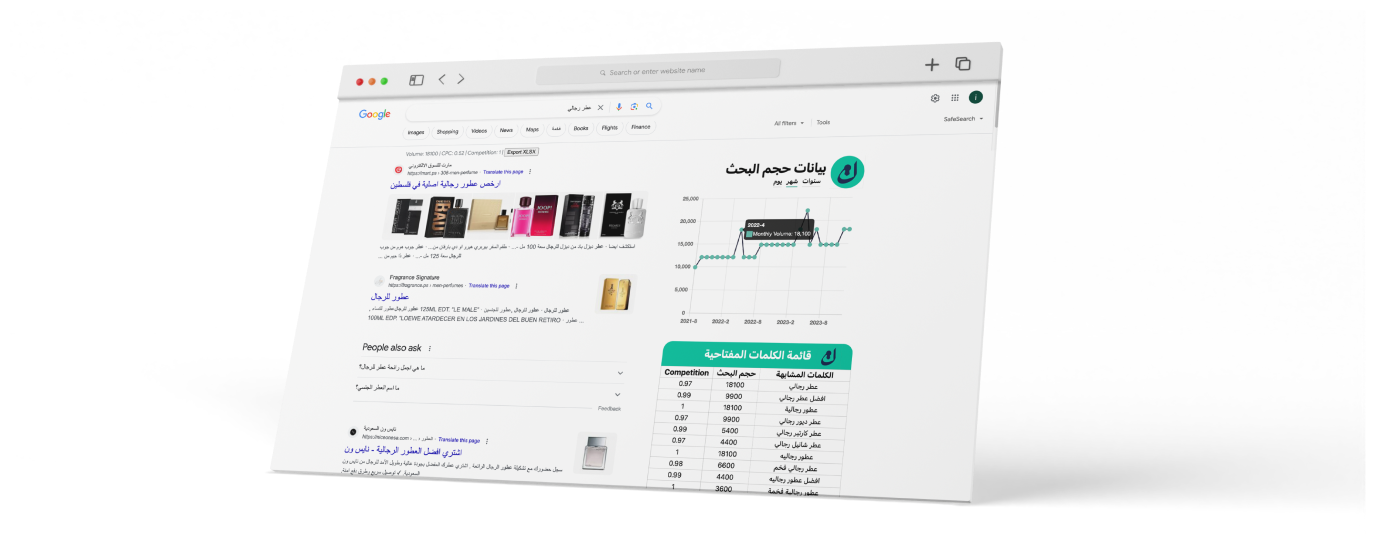 Search or enter website name
Google
عطر رجالي
Images Shopping Videos News Maps Books Flights Finance
All filters Tools
SafeSearch
Volume: 18100 | CPC: 0.52 | Competition: 1 | Export XLSX
مارت للتسوق الالكتروني
https://mart.ps › 308-men-perfume · Translate this page
ارخص عطور رجالية اصلية في فلسطين
Fragrance Signature
https://fragrance.ps › men-perfumes · Translate this page
عطور للرجال
عطور للرجال · عطور للرجال ,عطور للجنسين · 125ML EDT. "LE MALE" · عطور للرجال,عطور للنساء ,
100ML EDP. "LOEWE ATARDECER EN LOS JARDINES DEL BUEN RETIRO · عطور ...
People also ask
ما هي اجمل رائحة عطر للرجال؟
ما اسم العطر الجنسي؟
Feedback
نايس ون السعودية
https://niceonesa.com › ... › العطور · Translate this page
اشتري افضل العطور الرجالية - نايس ون
بيانات حجم البحث
سنوات شهر يوم
25,000
20,000
15,000
10,000
5,000
0
2022-4
Monthly Volume: 18,100
2021-5 2022-2 2022-5 2023-2 2023-5
قائمة الكلمات المفتاحية
الكلمات المشابهة حجم البحث Competition
عطر رجالي 18100 0.97
افضل عطر رجالي 9900 0.99
عطور رجالية 18100 1
عطر ديور رجالي 9900 0.97
عطر كارتير رجالي 5400 0.99
عطر شانيل رجالي 4400 0.97
عطور رجاليه 18100 1
عطر رجالي فخم 6600 0.98
افضل عطور رجاليه 4400 0.99
عطور رجالية فخمة 3600 1